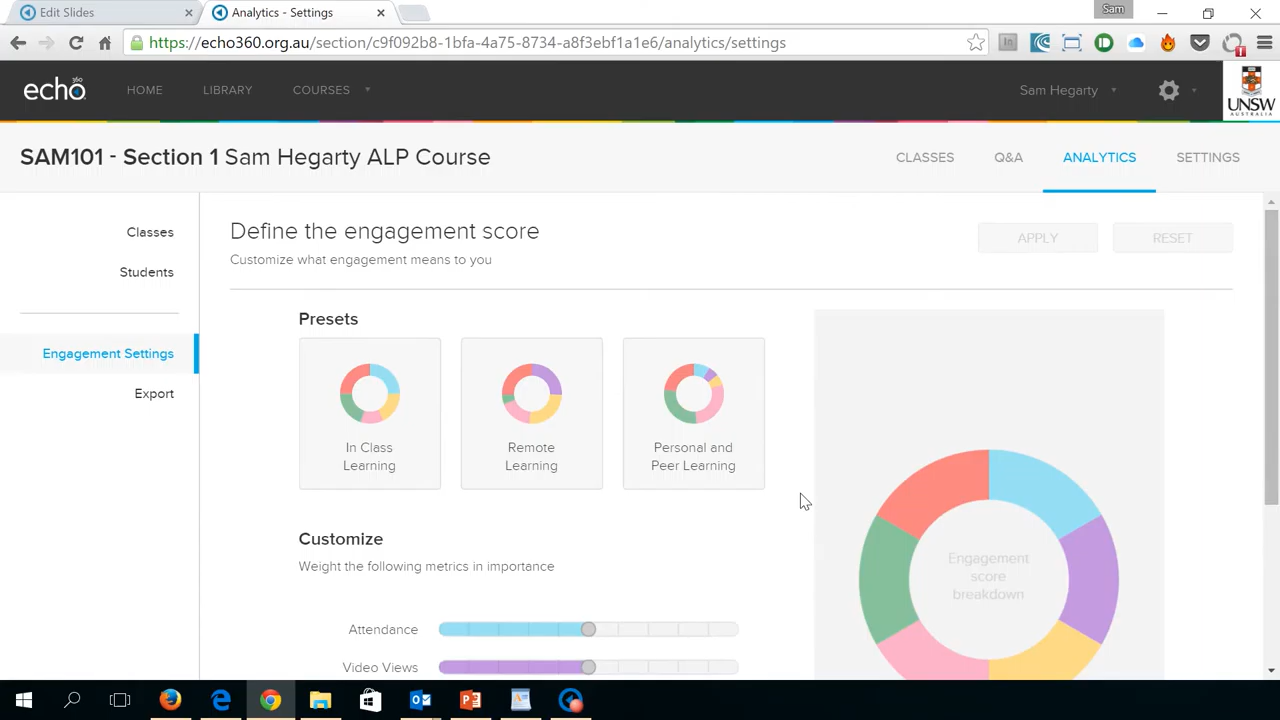 Edit Slides
Analytics - Settings
Sam
https://echo360.org.au/section/c9f092b8-1bfa-4a75-8734-a8f3ebf1a1e6/analytics/settings
echo360
HOME
LIBRARY
COURSES
Sam Hegarty
UNSW
AUSTRALIA
SAM101 - Section 1 Sam Hegarty ALP Course
CLASSES
Q&A
ANALYTICS
SETTINGS
Classes
Students
Engagement Settings
Export
Define the engagement score
Customize what engagement means to you
APPLY
RESET
Presets
In Class
Learning
Remote
Learning
Personal and
Peer Learning
Customize
Weight the following metrics in importance
Attendance
Video Views
Engagement
score
breakdown